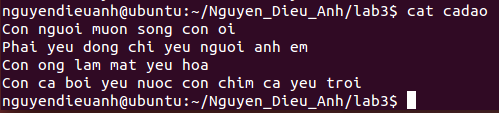 nguyendieuanh@ubuntu:~/Nguyen_Dieu_Anh/lab3$ cat cadao
Con nguoi muon song con oi
Phai yeu dong chi yeu nguoi anh em
Con ong lam mat yeu hoa
Con ca boi yeu nuoc con chim ca yeu troi
nguyendieuanh@ubuntu:~/Nguyen_Dieu_Anh/lab3$